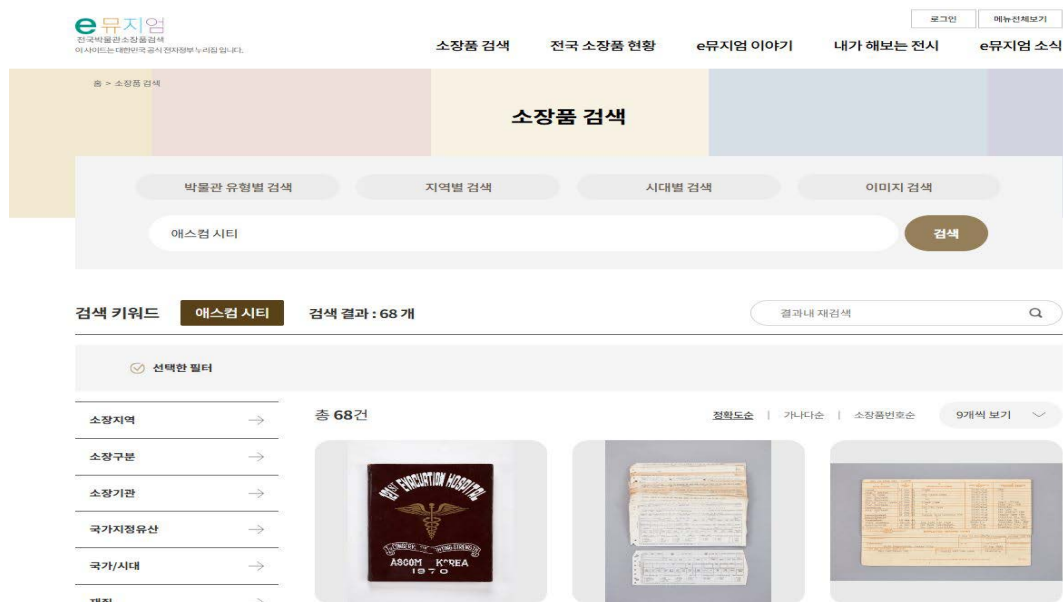 로그인 메뉴전체보기
e뮤지엄
전국박물관소장품검색
이 사이트는 대한민국 공식 전자정부 누리집 입니다.
소장품 검색 전국 소장품 현황 e뮤지엄 이야기 내가 해보는 전시 e뮤지엄 소식
홈 > 소장품 검색
소장품 검색
박물관 유형별 검색 지역별 검색 시대별 검색 이미지 검색
애스컴 시티 검색
검색 키워드 애스컴 시티 검색 결과 : 68 개 결과내 재검색
선택한 필터
소장지역
소장구분
소장기관
국가지정유산
국가/시대
재질
총 68건 정확도순 | 가나다순 | 소장품번호순 9개씩 보기
121ST EVACUATION HOSPITAL
TO CONSERVE THE FIGHTING STRENGTH
ASCOM KOREA
1970